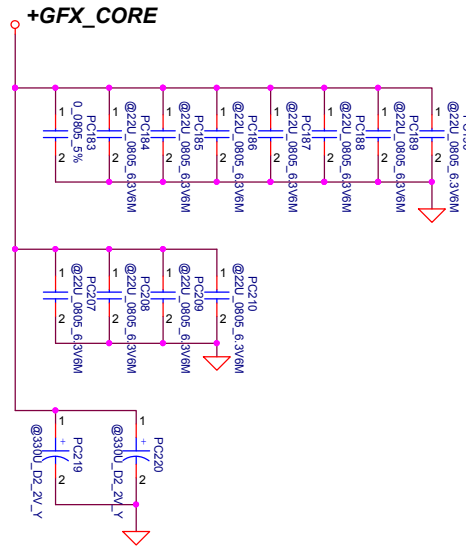 +GFX_CORE
1
2
PC183
0_0805_5%
1
2
PC184
@22U_0805_6.3V6M
1
2
PC185
@22U_0805_6.3V6M
1
2
PC186
@22U_0805_6.3V6M
1
2
PC187
@22U_0805_6.3V6M
1
2
PC188
@22U_0805_6.3V6M
1
2
PC189
@22U_0805_6.3V6M
1
2
@22U_0805_6.3V6M
1
2
PC207
@22U_0805_6.3V6M
1
2
PC208
@22U_0805_6.3V6M
1
2
PC209
@22U_0805_6.3V6M
1
2
PC210
@22U_0805_6.3V6M
1
+
2
PC219
@330U_D2_2V_Y
1
+
2
PC220
@330U_D2_2V_Y